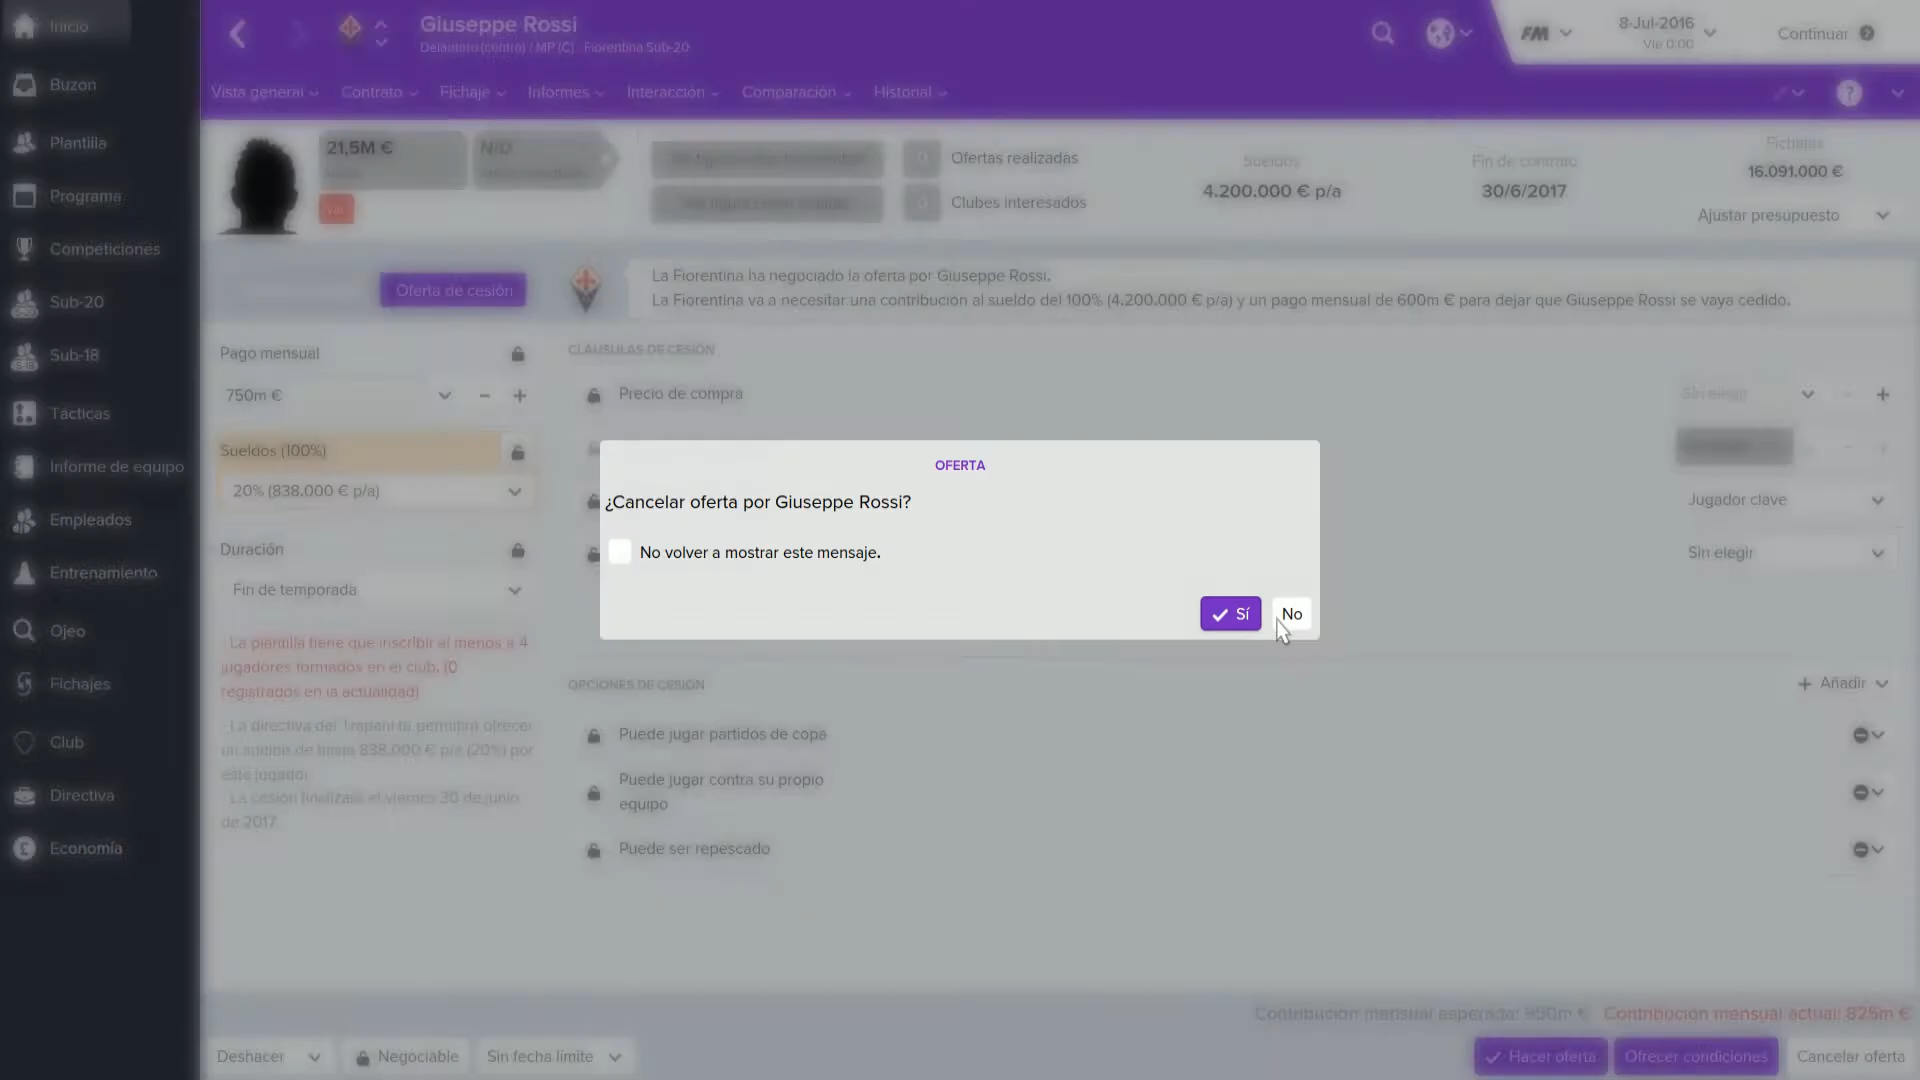 Inicio
Giuseppe Rossi
Delantero (centro) / MP (C) Fiorentina Sub-20
FM
8-Jul-2016
Vie 0:00
Continuar
Buzon
Vista general
Contrato
Fichaje
Informes
Interacción
Comparación
Historial
?
Plantilla
21,5M €
N/D
Ofertas realizadas
Sueldos
4.200.000 € p/a
Fin de contrato
30/6/2017
Fichajes
16.091.000 €
0
Clubes interesados
Ajustar presupuesto
Programa
Competiciones
Oferta de cesión
La Fiorentina ha negociado la oferta por Giuseppe Rossi.
La Fiorentina va a necesitar una contribución al sueldo del 100% (4.200.000 € p/a) y un pago mensual de 600m € para dejar que Giuseppe Rossi se vaya cedido.
Sub-20
Sub-18
Pago mensual
CLÁUSULAS DE CESIÓN
750m €
Precio de compra
Sin elegir
Tácticas
Sueldos (100%)
20% (838.000 € p/a)
Informe de equipo
OFERTA
¿Cancelar oferta por Giuseppe Rossi?
Jugador clave
Empleados
Duración
No volver a mostrar este mensaje.
Sin elegir
Entrenamiento
Fin de temporada
Sí
No
Ojeo
La plantilla tiene que inscribir al menos a 4
jugadores formados en el club. (0
registrados en la actualidad)
Fichajes
OPCIONES DE CESIÓN
Añadir
La directiva del Trapani te permitirá ofrecer
un sueldo de hasta 838.000 € p/a (20%) por
este jugador.
La cesión finalizará el viernes 30 de junio
de 2017.
Puede jugar partidos de copa
Club
Puede jugar contra su propio
equipo
Directiva
Puede ser repescado
Economía
Contribución mensual esperada: 950m €
Contribución mensual actual: 825m €
Deshacer
Negociable
Sin fecha límite
Hacer oferta
Ofrecer condiciones
Cancelar oferta